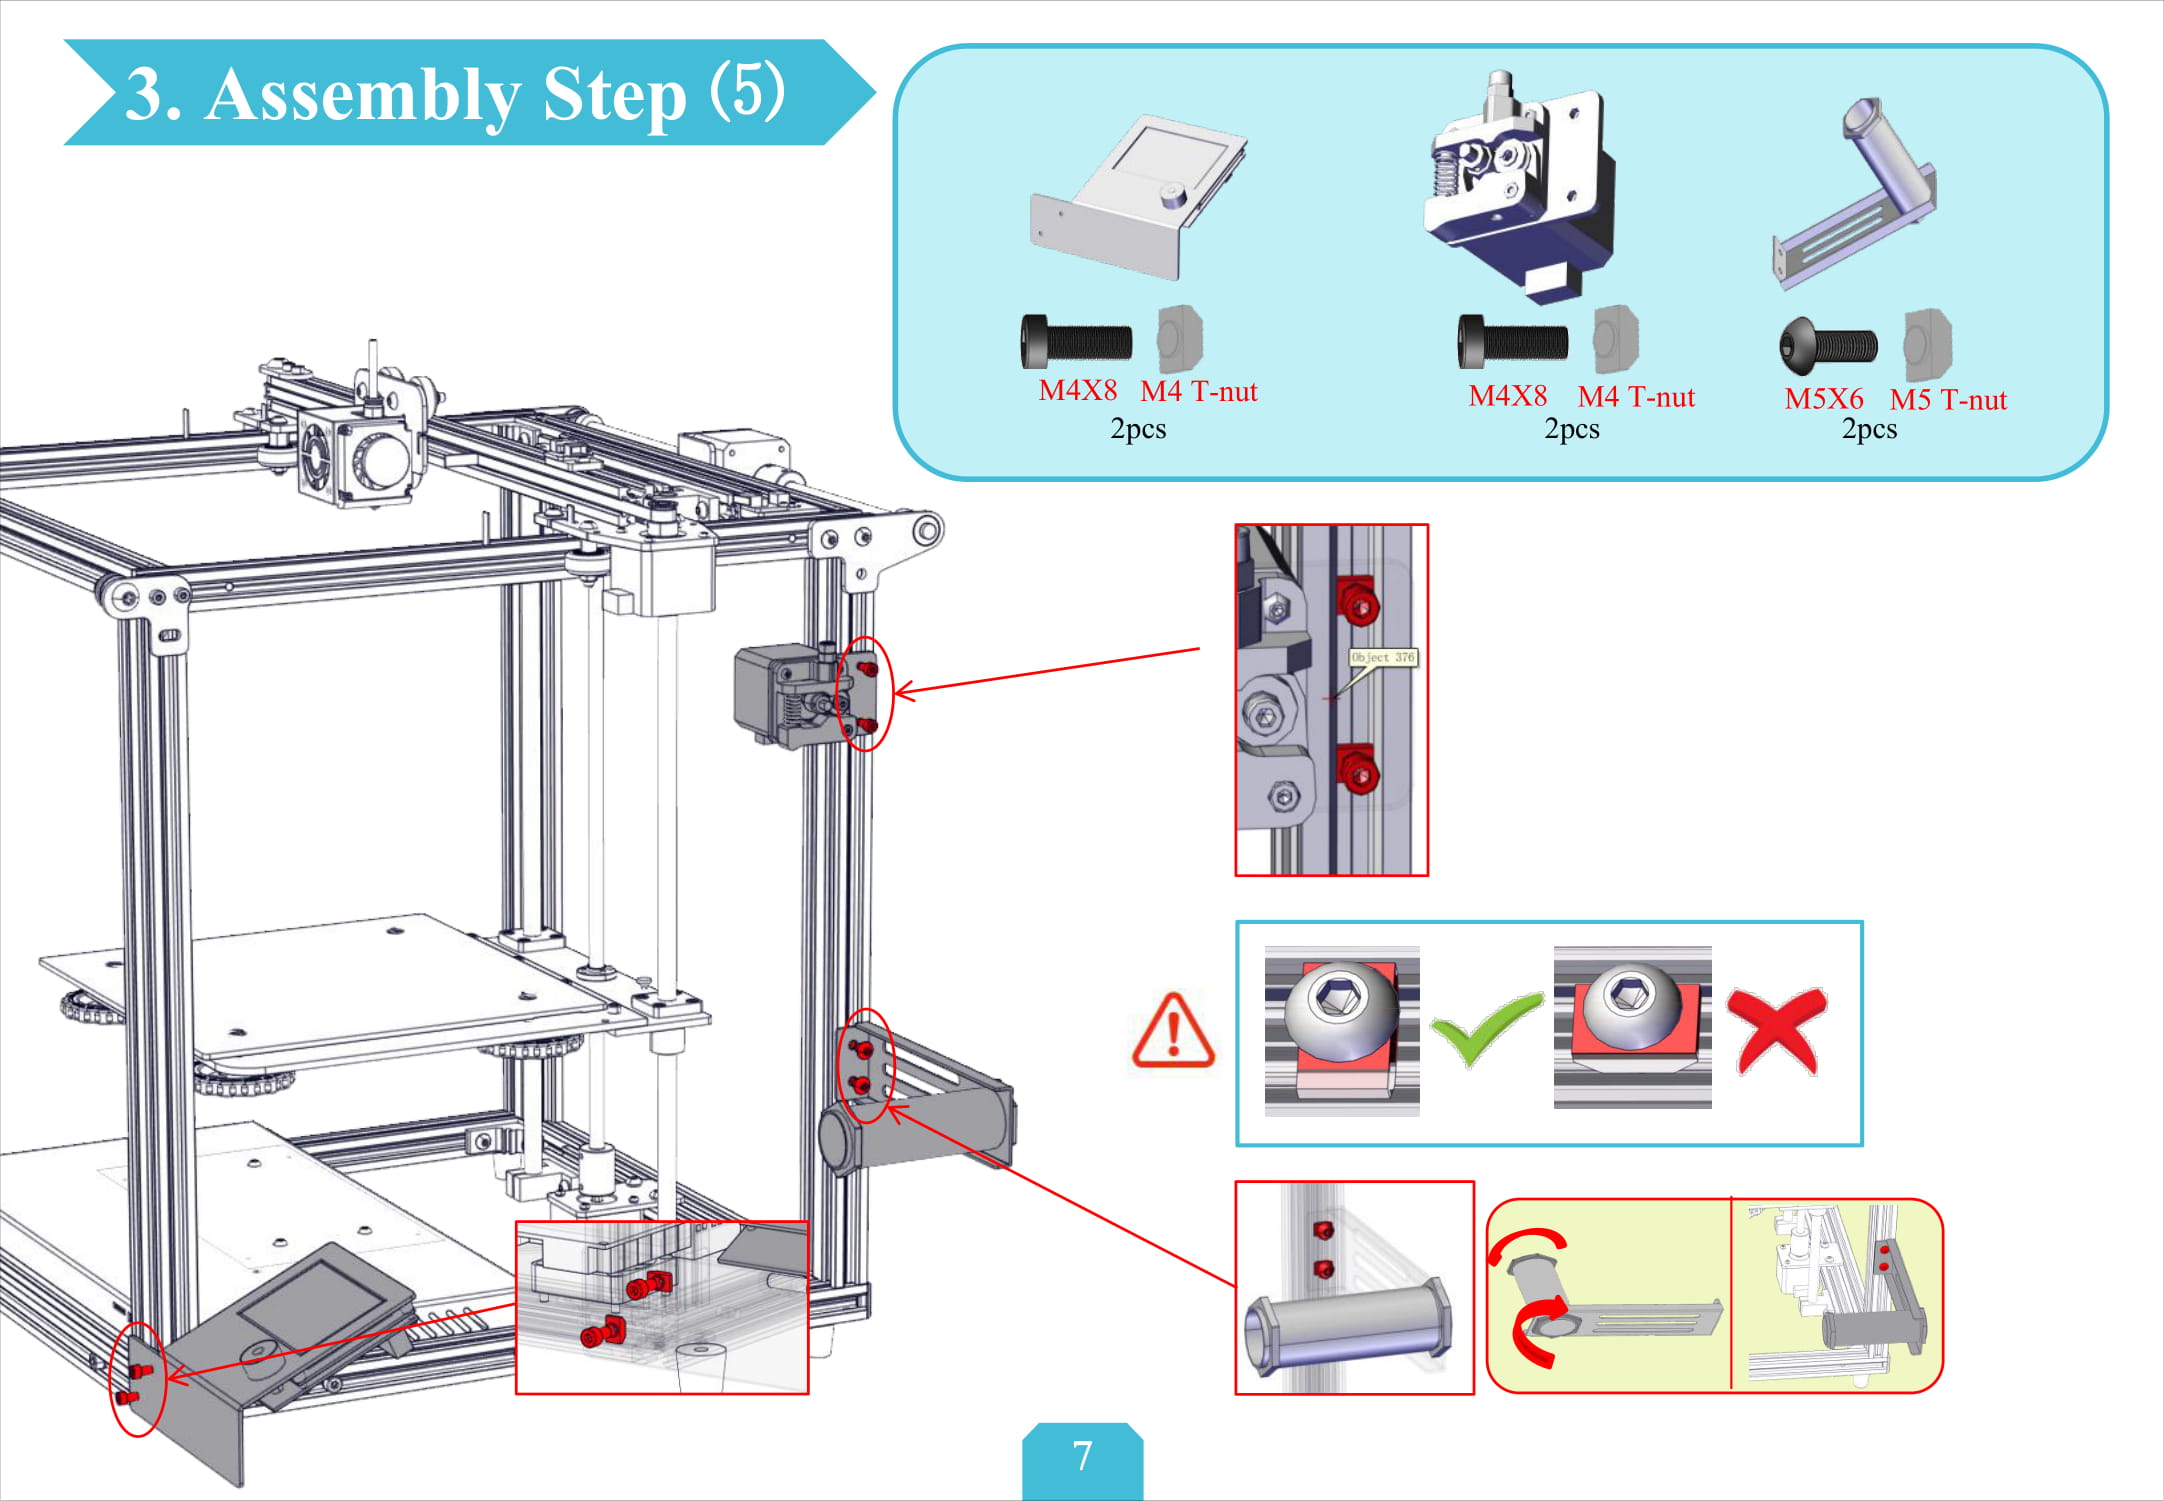 3. Assembly Step (5)
M4X8 M4 T-nut
2pcs
M4X8 M4 T-nut
2pcs
M5X6 M5 T-nut
2pcs
Object 376
7